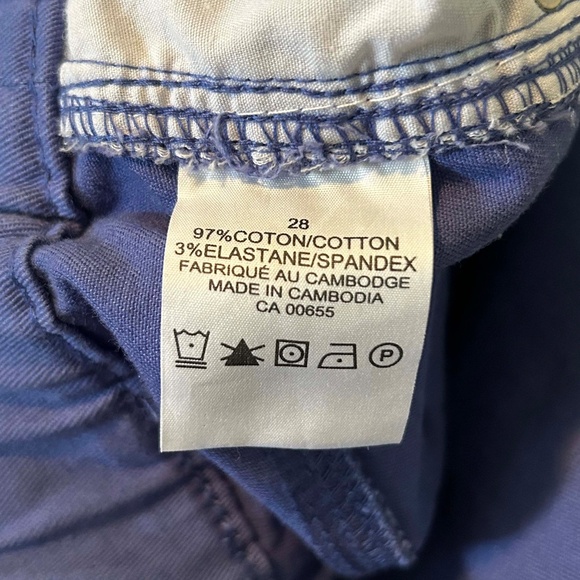 28
97%COTON/COTTON
3%ELASTANE/SPANDEX
FABRIQUÉ AU CAMBODGE
MADE IN CAMBODIA
CA 00655
P